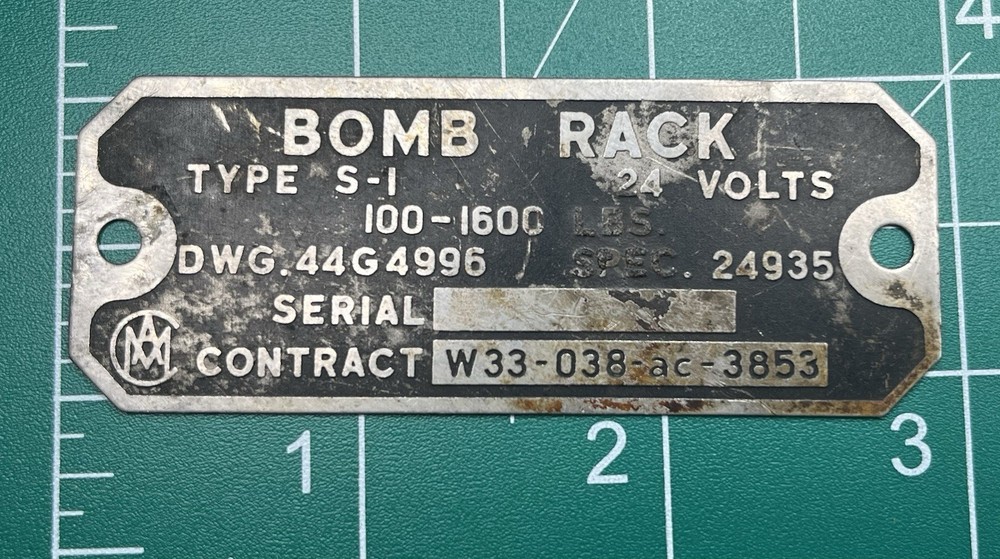 BOMB RACK
TYPE S-1 24 VOLTS
100-1600 LBS.
DWG. 44G4996 SPEC. 24935
SERIAL
CONTRACT W33-038-ac-3853
1 2 3
4